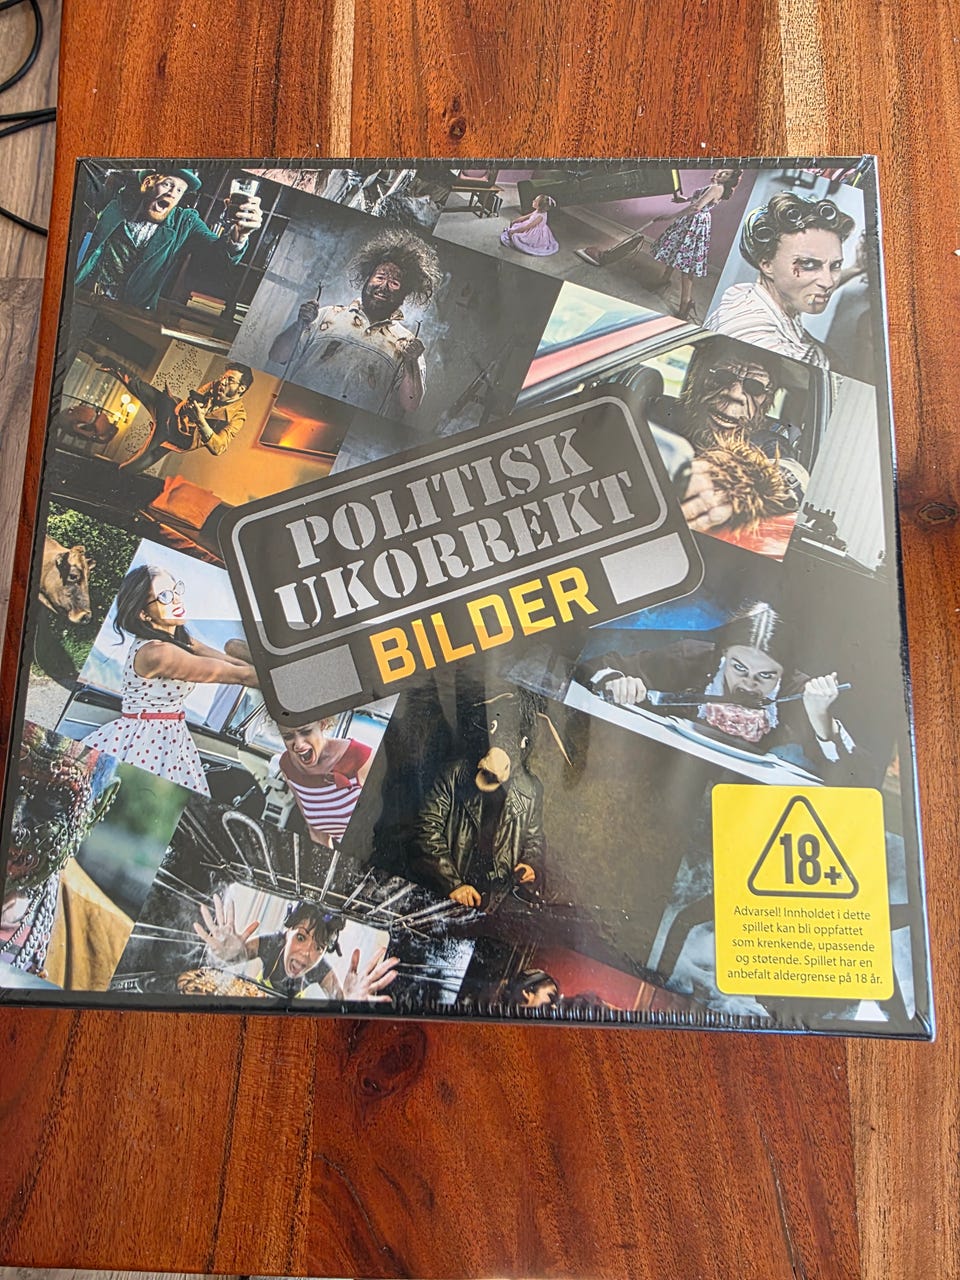 POLITISK
UKORREKT
BILDER
18+
Advarsel! Innholdet i dette
spillet kan bli oppfattet
som krenkende, upassende
og støtende. Spillet har en
anbefalt aldergrense på 18 år.